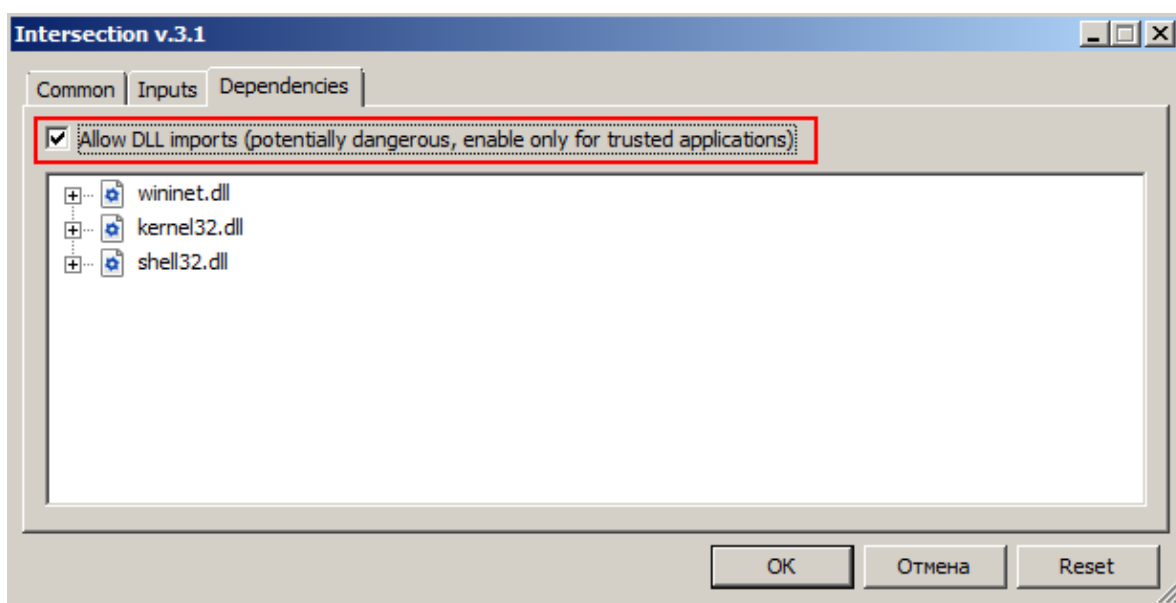 Intersection v.3.1
Common Inputs Dependencies
Allow DLL imports (potentially dangerous, enable only for trusted applications)
wininet.dll
kernel32.dll
shell32.dll
OK Отмена Reset